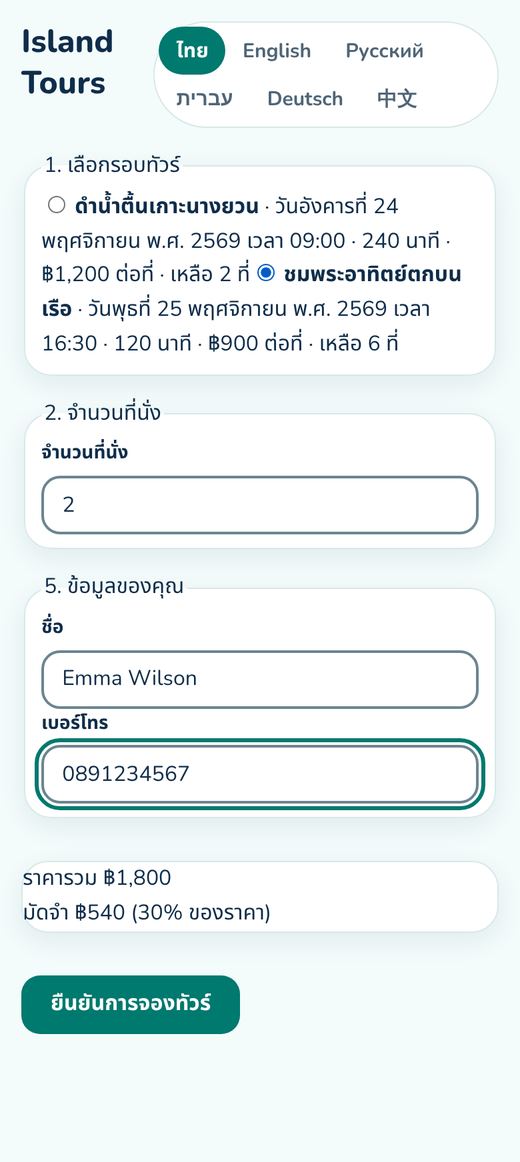 Island
Tours
ไทย English Русский
עברית Deutsch 中文
1. เลือกรอบทัวร์
ดำน้ำตื้นเกาะนางยวน · วันอังคารที่ 24
พฤศจิกายน พ.ศ. 2569 เวลา 09:00 · 240 นาที ·
฿1,200 ต่อที่ · เหลือ 2 ที่ ชมพระอาทิตย์ตกบน
เรือ · วันพุธที่ 25 พฤศจิกายน พ.ศ. 2569 เวลา
16:30 · 120 นาที · ฿900 ต่อที่ · เหลือ 6 ที่
2. จำนวนที่นั่ง
จำนวนที่นั่ง
2
5. ข้อมูลของคุณ
ชื่อ
Emma Wilson
เบอร์โทร
0891234567
ราคารวม ฿1,800
มัดจำ ฿540 (30% ของราคา)
ยืนยันการจองทัวร์